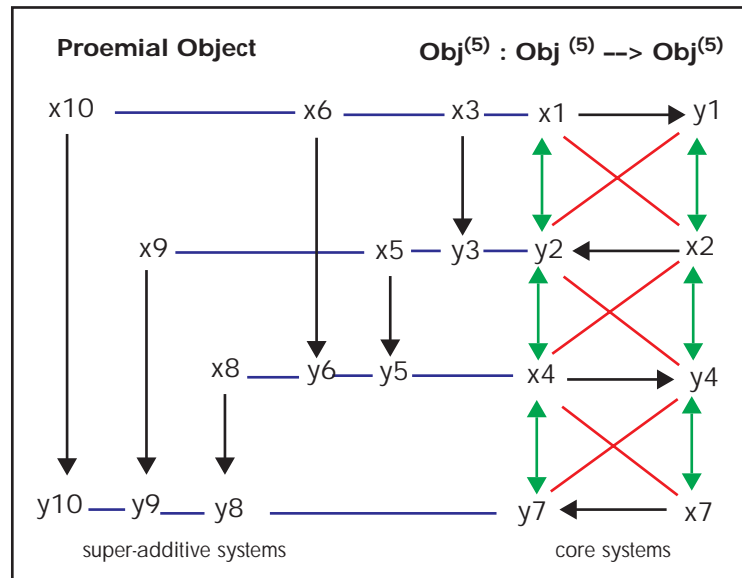 Proemial Object Obj(5) : Obj (5) --> Obj(5)
x10 x6 x3 x1 y1
x9 x5 y3 y2 x2
x8 y6 y5 x4 y4
y10 y9 y8 y7 x7
super-additive systems core systems